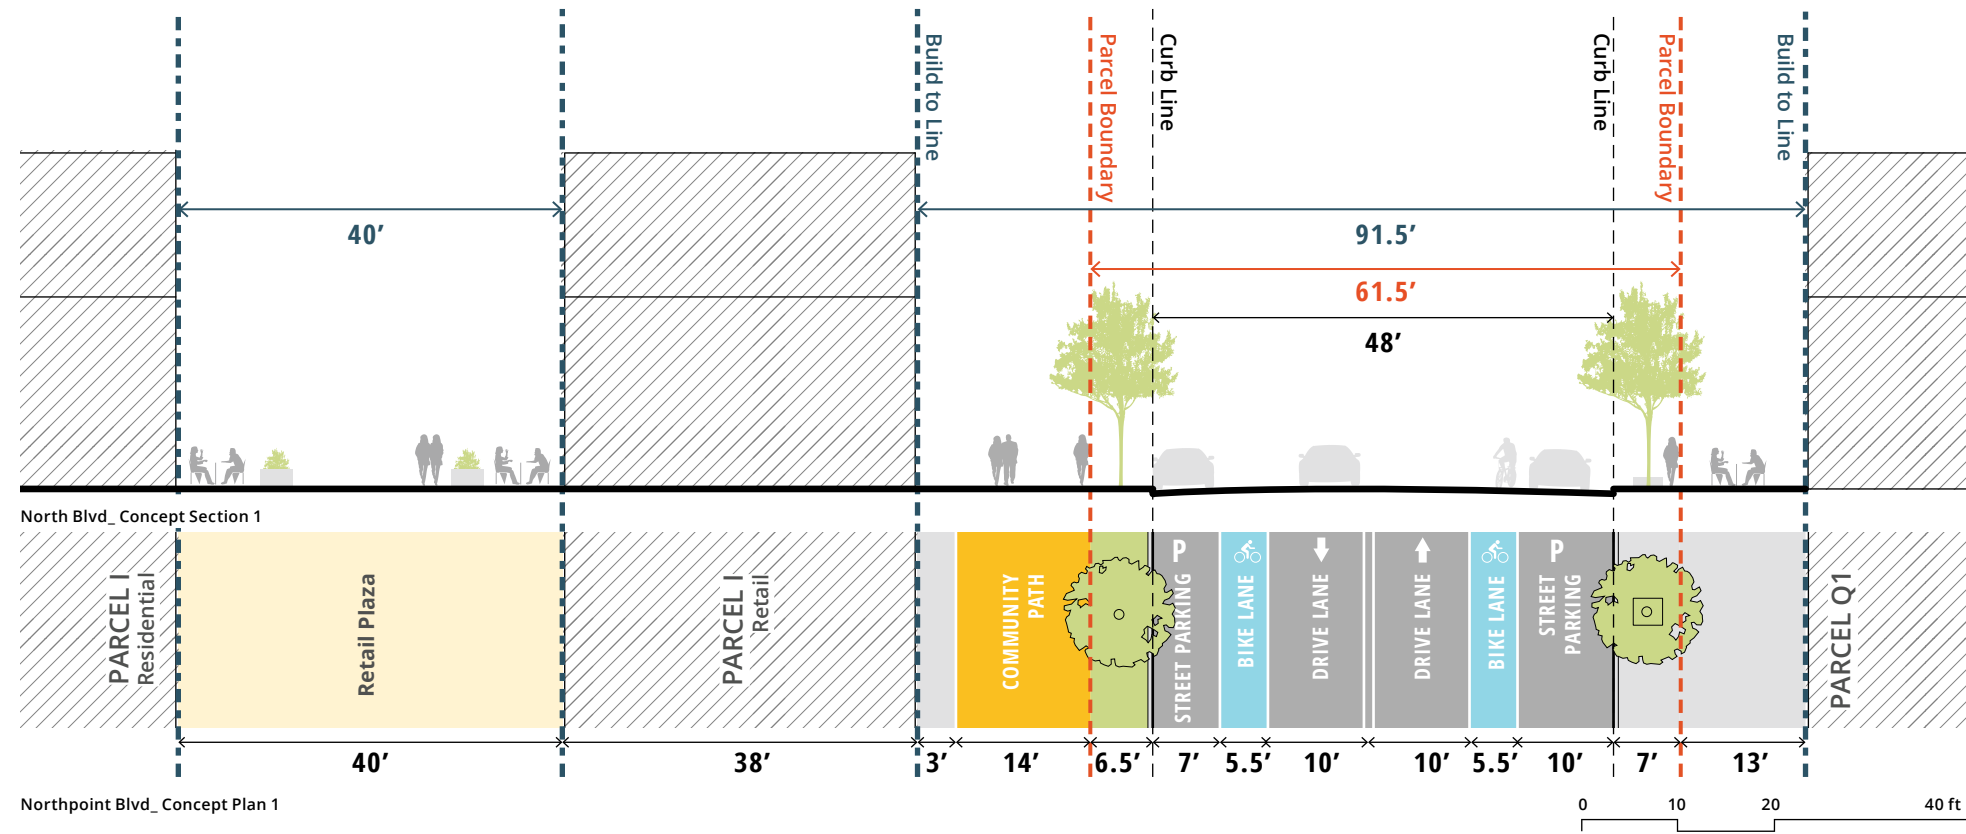 Build to Line
Parcel Boundary
Curb Line
Curb Line
Parcel Boundary
Build to Line
40’
91.5’
61.5’
48’
North Blvd_ Concept Section 1
PARCEL I
Residential
Retail Plaza
PARCEL I
Retail
COMMUNITY
PATH
P
STREET PARKING
BIKE LANE
DRIVE LANE
DRIVE LANE
BIKE LANE
P
STREET
PARKING
PARCEL Q1
40’
38’
3’
14’
6.5’
7’
5.5’
10’
10’
5.5’
10’
7’
13’
Northpoint Blvd_ Concept Plan 1
0
10
20
40 ft